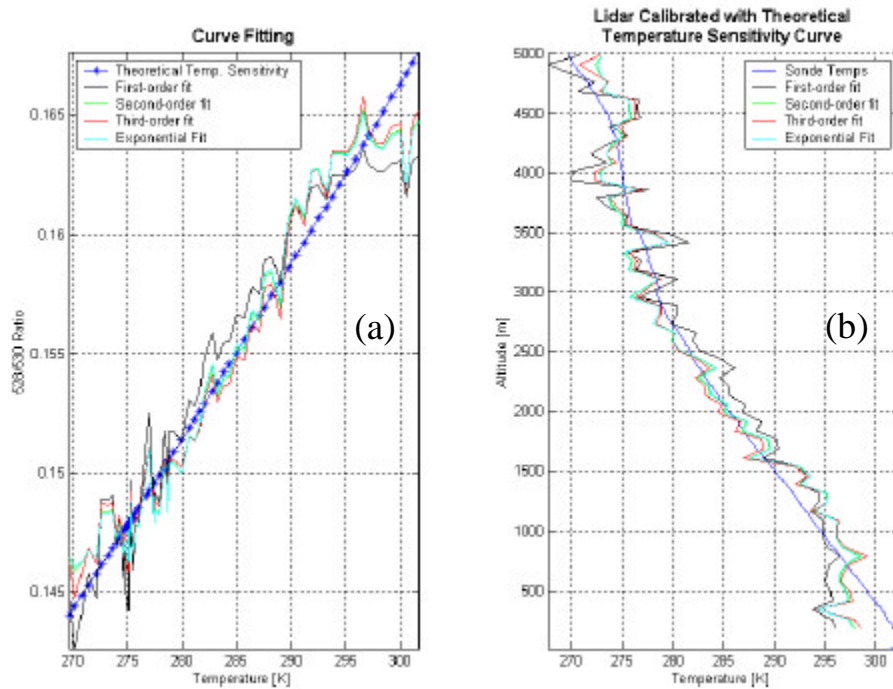 Curve Fitting
Theoretical Temp. Sensitivity
First-order fit
Second-order fit
Third-order fit
Exponential Fit
0.165
0.16
0.155
0.15
0.145
528/530 Ratio
(a)
270 275 280 285 290 295 300
Temperature [K]
Lidar Calibrated with Theoretical
Temperature Sensitivity Curve
Sonde Temps
First-order fit
Second-order fit
Third-order fit
Exponential Fit
5000
4500
4000
3500
3000
2500
2000
1500
1000
500
Altitude [m]
(b)
270 275 280 285 290 295 300
Temperature [K]